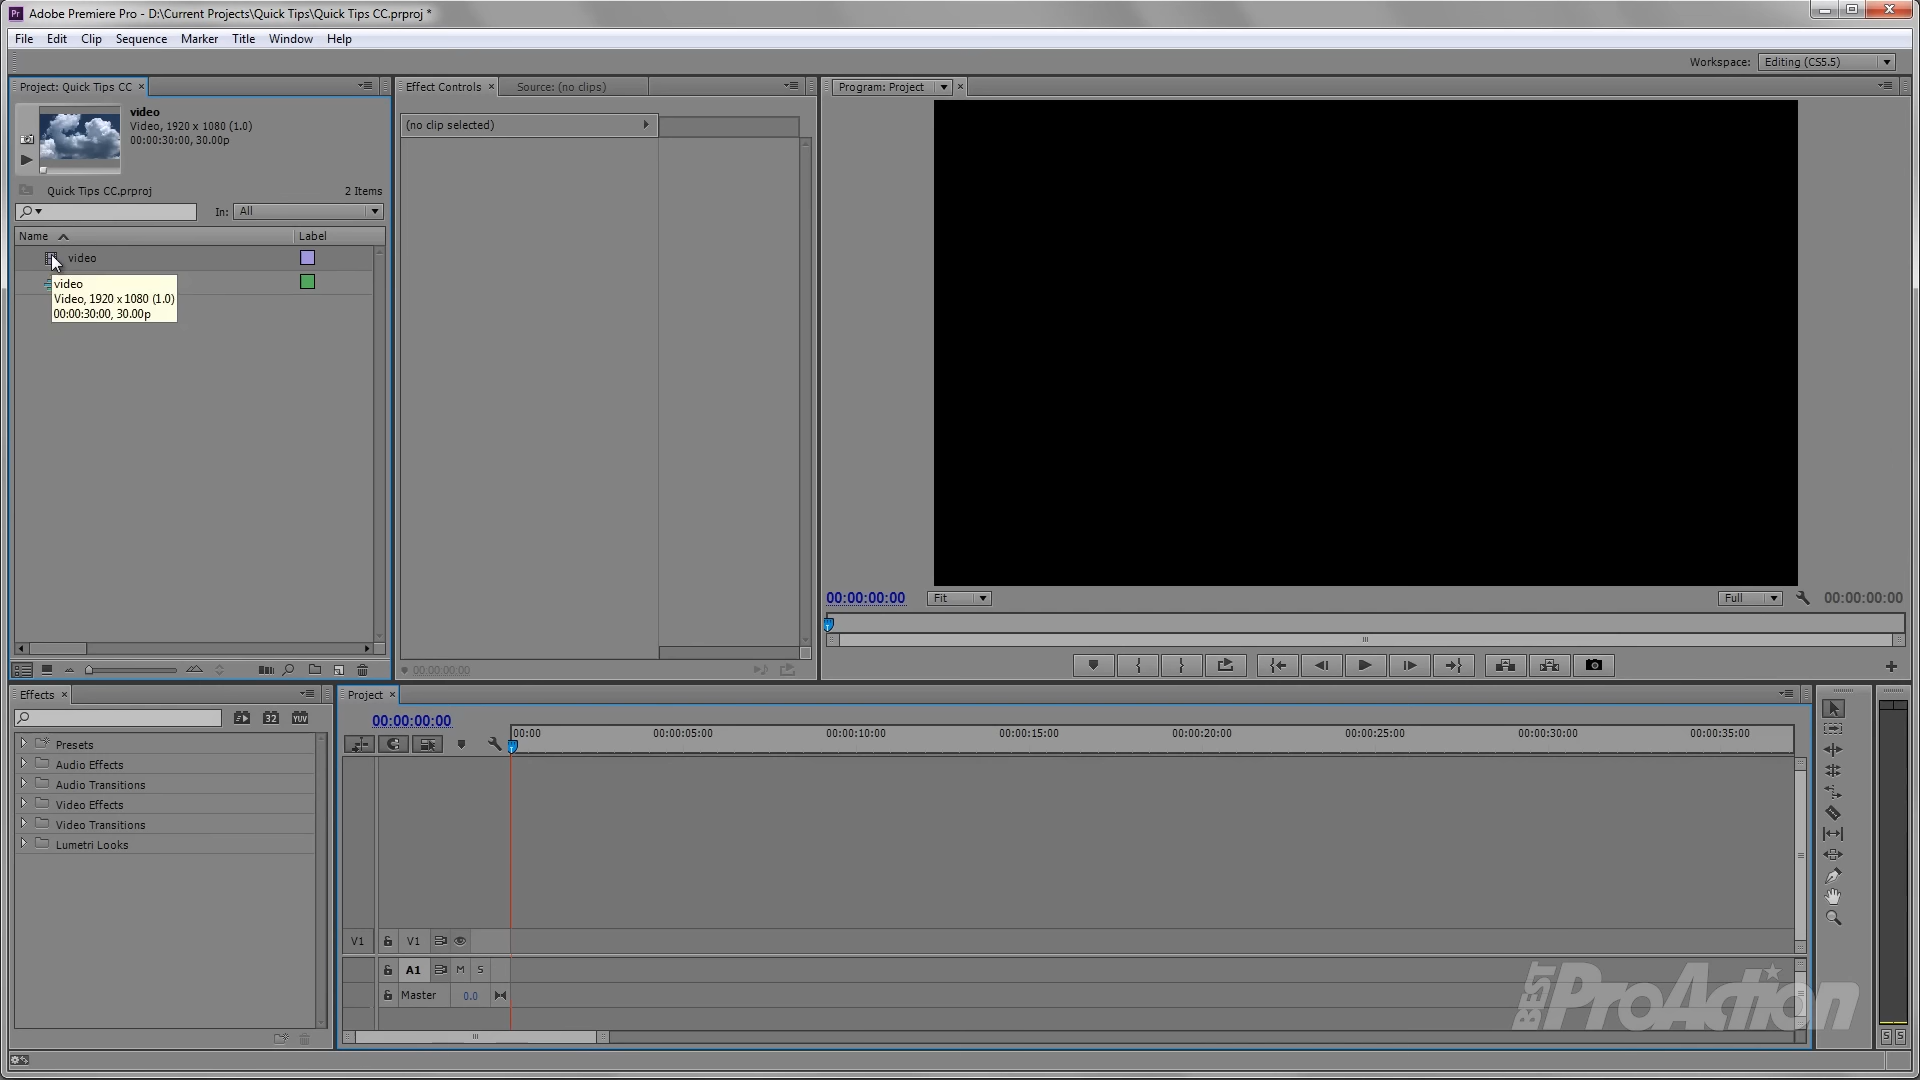 Adobe Premiere Pro - D:\Current Projects\Quick Tips\Quick Tips CC.prproj *
File Edit Clip Sequence Marker Title Window Help
Workspace: Editing (CS5.5)
Project: Quick Tips CC ×
Effect Controls ×
Source: (no clips)
Program: Project ×
video
Video, 1920 x 1080 (1.0)
00:00:30:00, 30.00p
(no clip selected)
Quick Tips CC.prproj
2 Items
In: All
Name Label
video
video
Video, 1920 x 1080 (1.0)
00:00:30:00, 30.00p
00:00:00:00
Fit
Full
00:00:00:00
00:00:00:00
Effects ×
Project ×
00:00:00:00
32 YUV
00:00 00:00:05:00 00:00:10:00 00:00:15:00 00:00:20:00 00:00:25:00 00:00:30:00 00:00:35:00
Presets
Audio Effects
Audio Transitions
Video Effects
Video Transitions
Lumetri Looks
V1 V1
A1 M S
Master 0.0
BEST ProAction
S S